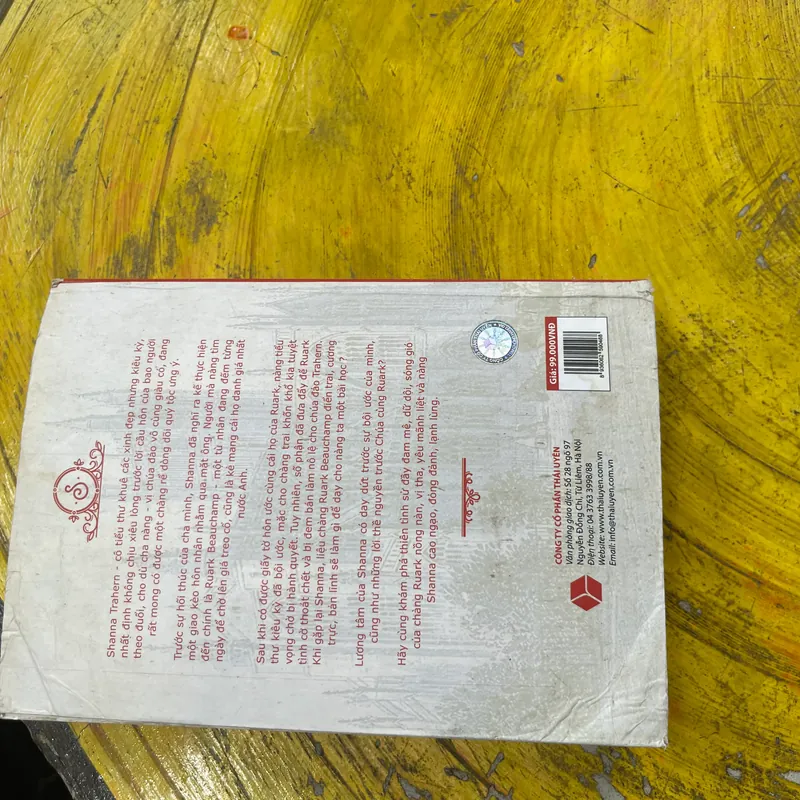 S
Shanna Trahern - cô tiểu thư khuê các xinh đẹp nhưng kiêu kỳ,
nhất định không chịu xiêu lòng trước lời cầu hôn của bao người
theo đuổi, cho dù cha nàng - vị chúa đảo vô cùng giàu có, đang
rất mong có được một chàng rể dòng dõi quý tộc ưng ý.
Trước sự hối thúc của cha mình, Shanna đã nghĩ ra kế thực hiện
một giao kèo hôn nhân nhằm qua mặt ông. Người mà nàng tìm
đến chính là Ruark Beauchamp - một tử tù nhân đang đếm từng
ngày để chờ lên giá treo cổ, cũng là kẻ mang cái họ danh giá nhất
nước Anh.
Sau khi có được giấy tờ hôn ước cùng cái họ của Ruark, nàng tiểu
thư kiêu kỳ đã bội ước, mặc cho chàng trai khốn khổ kia tuyệt
vọng chờ bị hành quyết. Tuy nhiên, số phận đã đưa đẩy để Ruark
tình cờ thoát chết và bị đem bán làm nô lệ cho chúa đảo Trahern.
Khi gặp lại Shanna, liệu chàng Ruark Beauchamp điển trai, cương
trực, bản lĩnh sẽ làm gì để dạy cho nàng ta một bài học ?
Lương tâm của Shanna có day dứt trước sự bội ước của mình,
cũng như những lời thề nguyền trước Chúa cùng Ruark?
Hãy cùng khám phá thiên tình sử đầy đam mê, dữ dội, sóng gió
của chàng Ruark nồng nàn, vị tha, yêu mãnh liệt và nàng
Shanna cao ngạo, đỏng đảnh, lạnh lùng.
CÔNG TY CỔ PHẦN THÁI UYÊN
Văn phòng giao dịch: Số 28 ngõ 97
Nguyễn Đổng Chi, Từ Liêm, Hà Nội
Điện thoại: 04 3763 3998/88
Website: www.thaiuyen.com.vn
Email: info@thaiuyen.com.vn
Giá: 99.000VNĐ